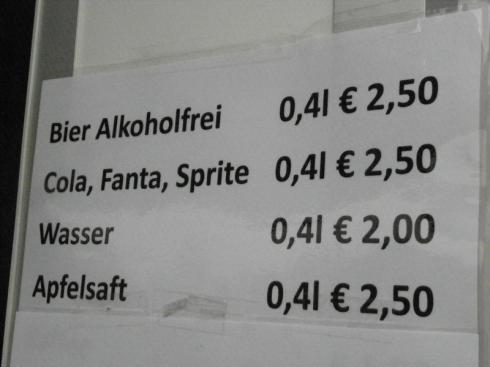 Bier Alkoholfrei 0,4l € 2,50
Cola, Fanta, Sprite 0,4l € 2,50
Wasser 0,4l € 2,00
Apfelsaft 0,4l € 2,50